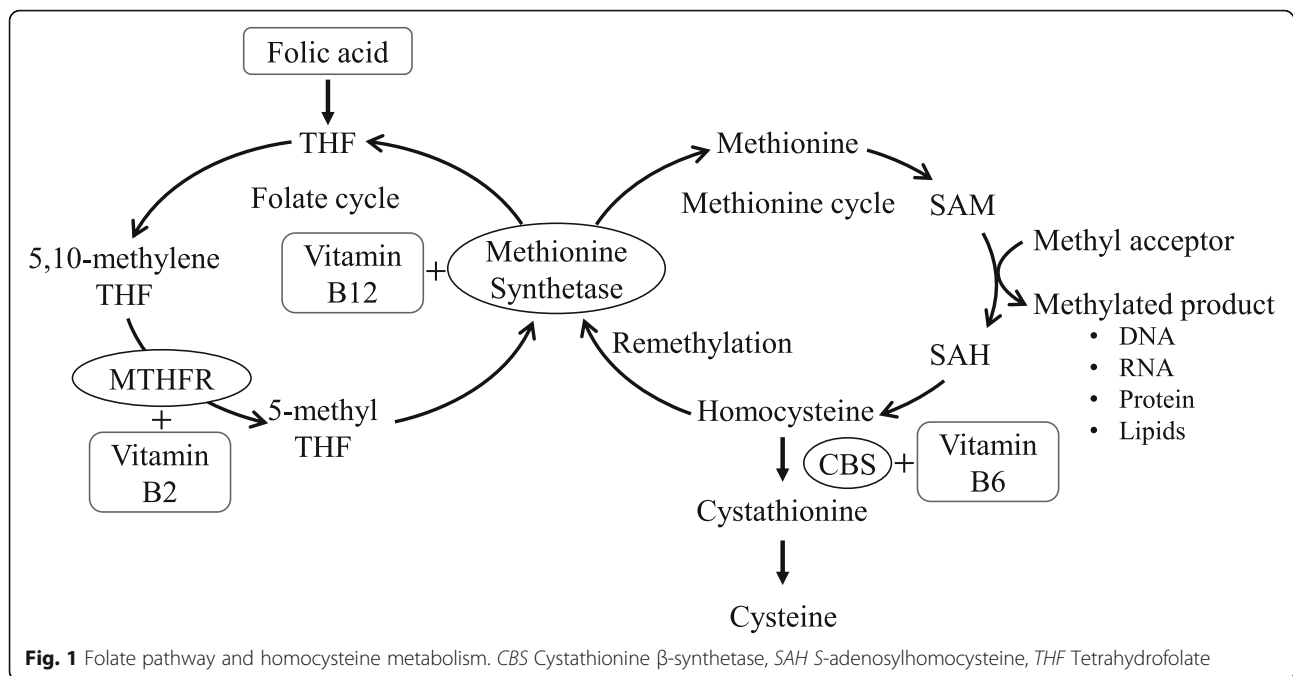 Folic acid
THF
Methionine
Folate cycle
Methionine cycle
SAM
5,10-methylene
THF
Vitamin
B12
+
Methionine
Synthetase
Methyl acceptor
Methylated product
• DNA
• RNA
• Protein
• Lipids
Remethylation
SAH
MTHFR
+
Vitamin
B2
5-methyl
THF
Homocysteine
CBS
+
Vitamin
B6
Cystathionine
Cysteine
Fig. 1 Folate pathway and homocysteine metabolism. CBS Cystathionine β-synthetase, SAH S-adenosylhomocysteine, THF Tetrahydrofolate